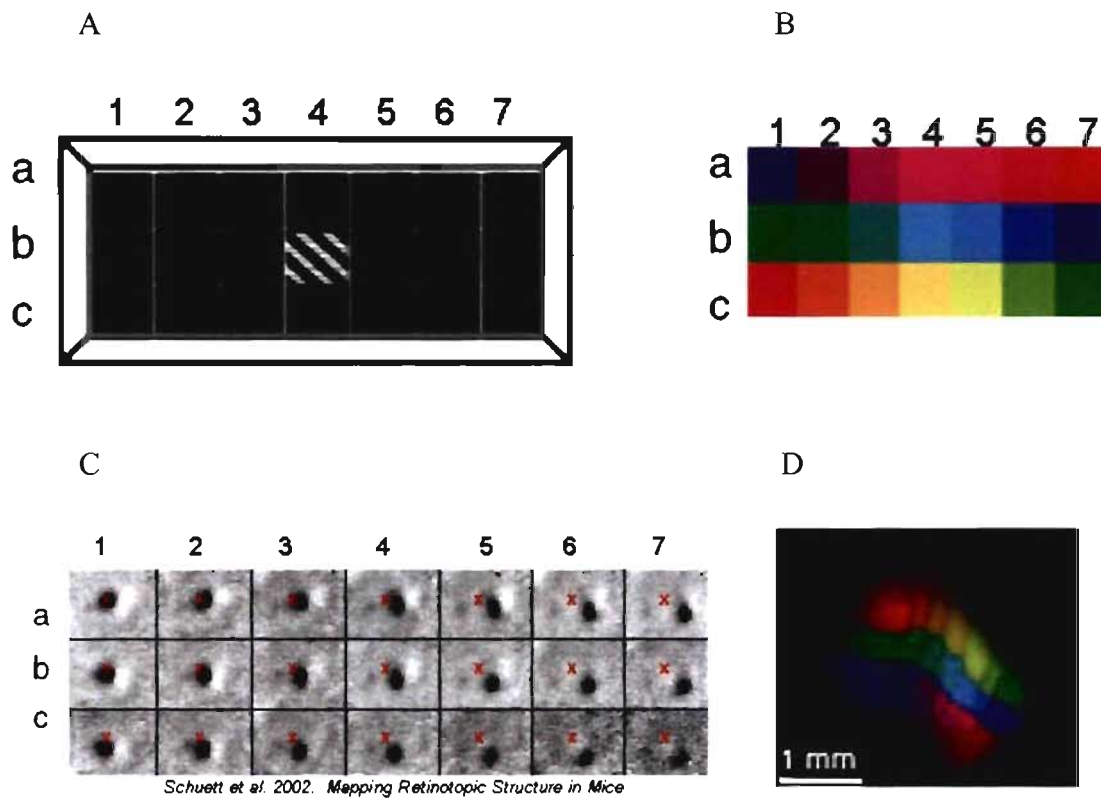 A
B
1 2 3 4 5 6 7
1 2 3 4 5 6 7
a
b
c
a
b
c
C
D
1 2 3 4 5 6 7
a
b
c
x x x x x x x
x x x x x x x
x x x x x x x
1 mm
Schuett et al. 2002. Mapping Retinotopic Structure in Mice